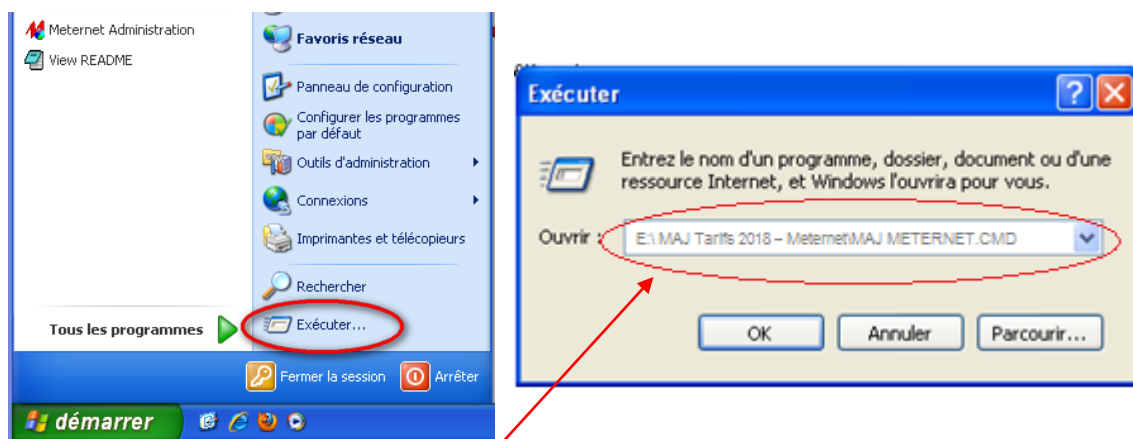 Meternet Administration
View README
Favoris réseau
Panneau de configuration
Configurer les programmes
par défaut
Outils d'administration
Connexions
Imprimantes et télécopieurs
Rechercher
Exécuter...
Tous les programmes
Fermer la session
Arrêter
démarrer
Exécuter
Entrez le nom d'un programme, dossier, document ou d'une
ressource Internet, et Windows l'ouvrira pour vous.
Ouvrir :
E:\ MAJ Tarifs 2018 – Meternet\MAJ METERNET.CMD
OK
Annuler
Parcourir...